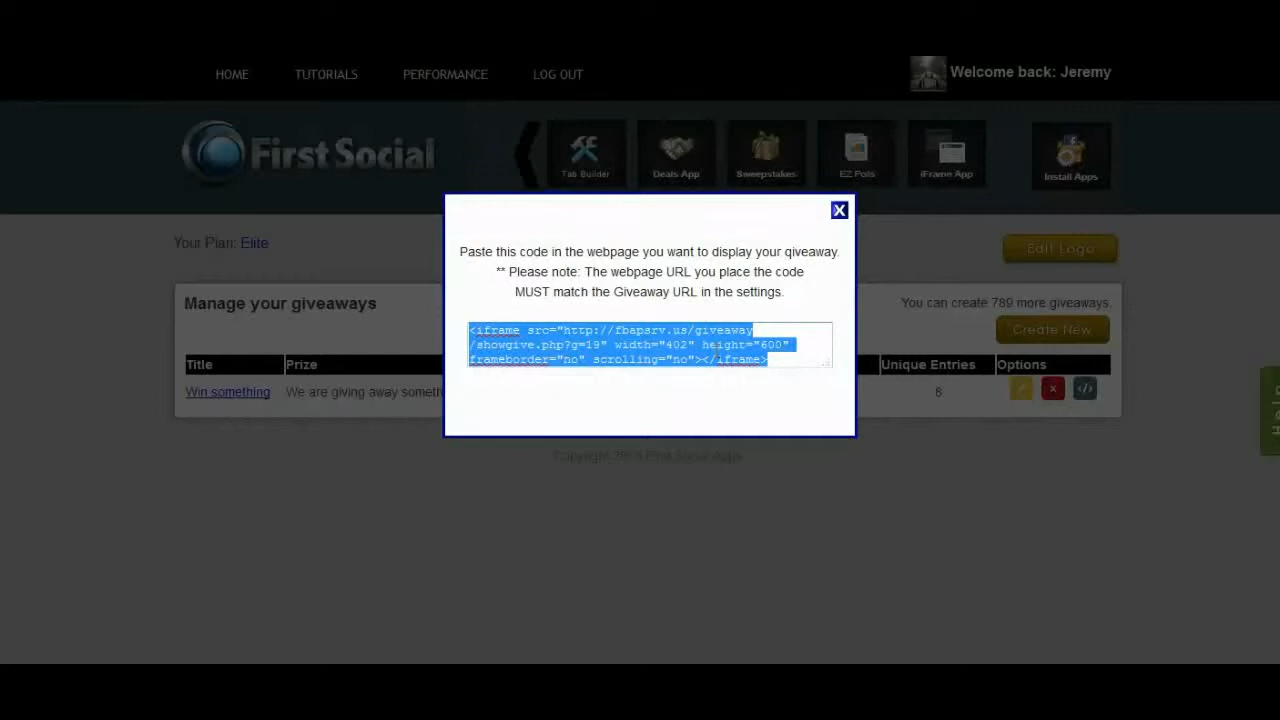 HOME TUTORIALS PERFORMANCE LOG OUT Welcome back: Jeremy
First Social
Tab Builder Deals App Sweepstakes EZ Polls iFrame App Install Apps
Your Plan: Elite
Edit Logo
X
Paste this code in the webpage you want to display your qiveaway.
** Please note: The webpage URL you place the code
MUST match the Giveaway URL in the settings.
<iframe src="http://fbapsrv.us/giveaway
/showgive.php?g=19" width="402" height="600"
frameborder="no" scrolling="no"></iframe>
Manage your giveaways
You can create 789 more giveaways.
Create New
Title Prize Unique Entries Options
Win something We are giving away someth 6 x </>
Social Apps